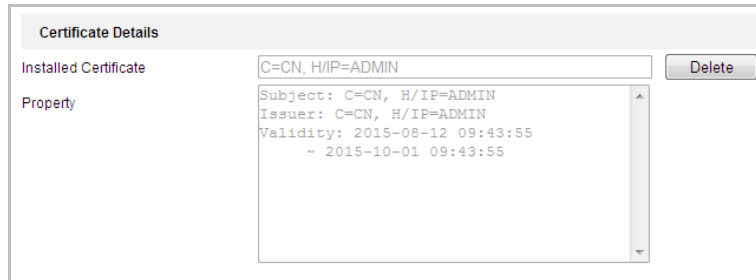 Certificate Details
Installed Certificate C=CN, H/IP=ADMIN Delete
Property
Subject: C=CN, H/IP=ADMIN
Issuer: C=CN, H/IP=ADMIN
Validity: 2015-08-12 09:43:55
~ 2015-10-01 09:43:55